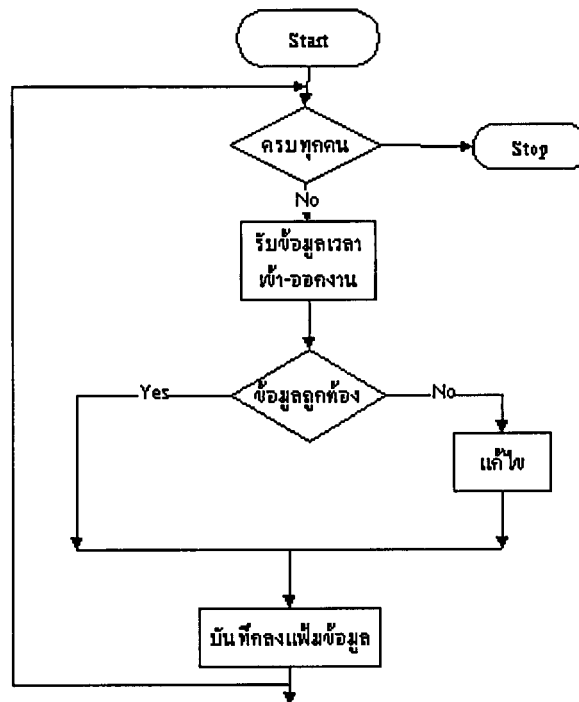 Start
ครบทุกคน
Stop
No
รับข้อมูลเวลา
เข้า-ออกงาน
Yes
ข้อมูลถูกต้อง
No
แก้ไข
บันทึกลงแฟ้มข้อมูล